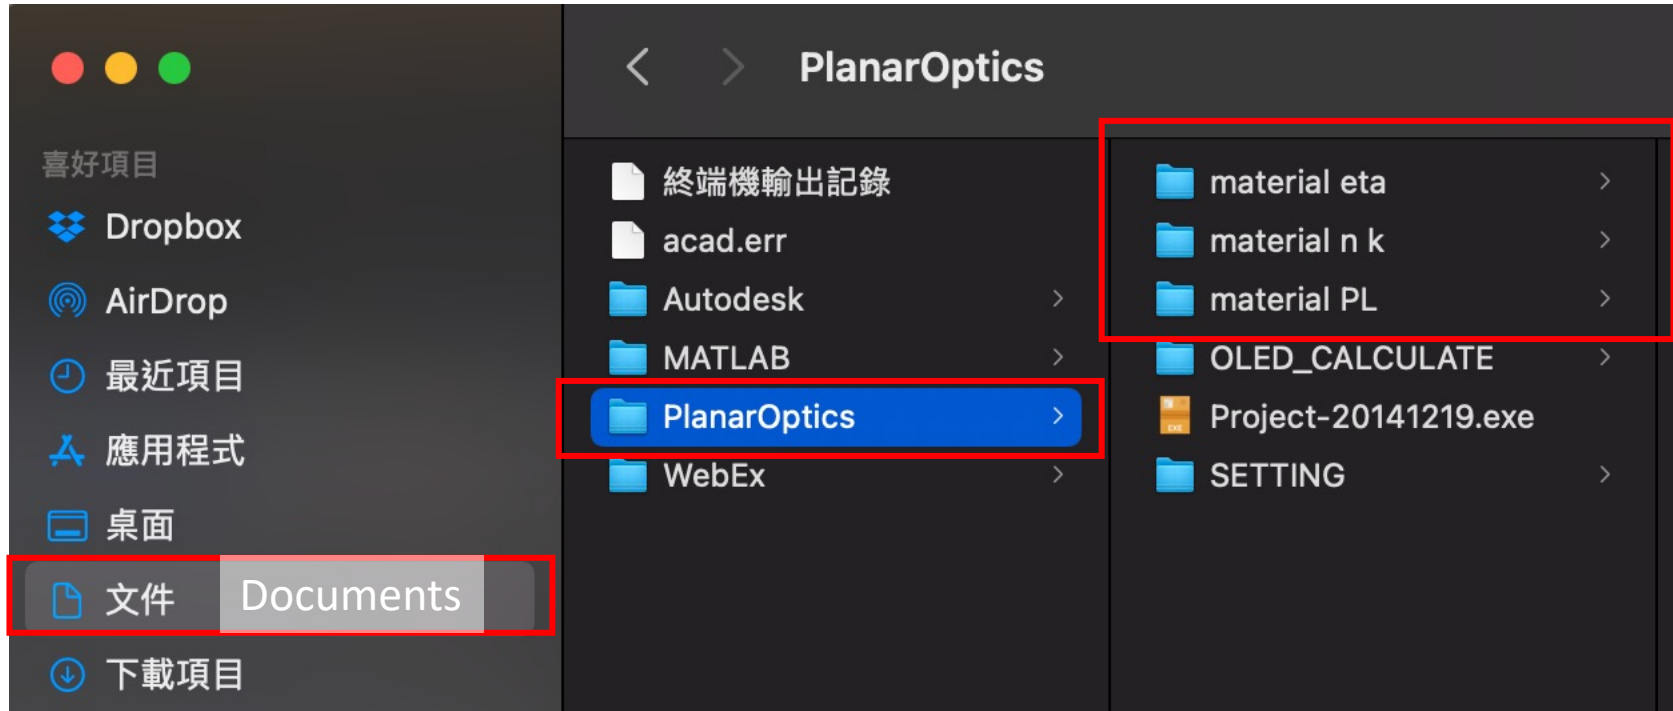 PlanarOptics
喜好項目
Dropbox
AirDrop
最近項目
應用程式
桌面
文件 Documents
下載項目
終端機輸出記錄
acad.err
Autodesk
MATLAB
PlanarOptics
WebEx
material eta
material n k
material PL
OLED_CALCULATE
Project-20141219.exe
SETTING